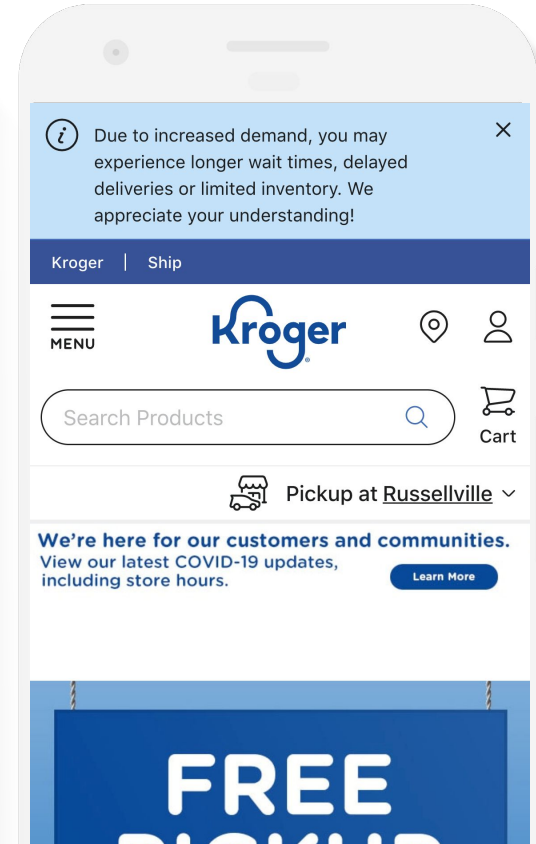 Due to increased demand, you may
experience longer wait times, delayed
deliveries or limited inventory. We
appreciate your understanding!
Kroger | Ship
MENU
Kroger
Search Products
Cart
Pickup at Russellville
We're here for our customers and communities.
View our latest COVID-19 updates,
including store hours.
Learn More
FREE
PICKUP